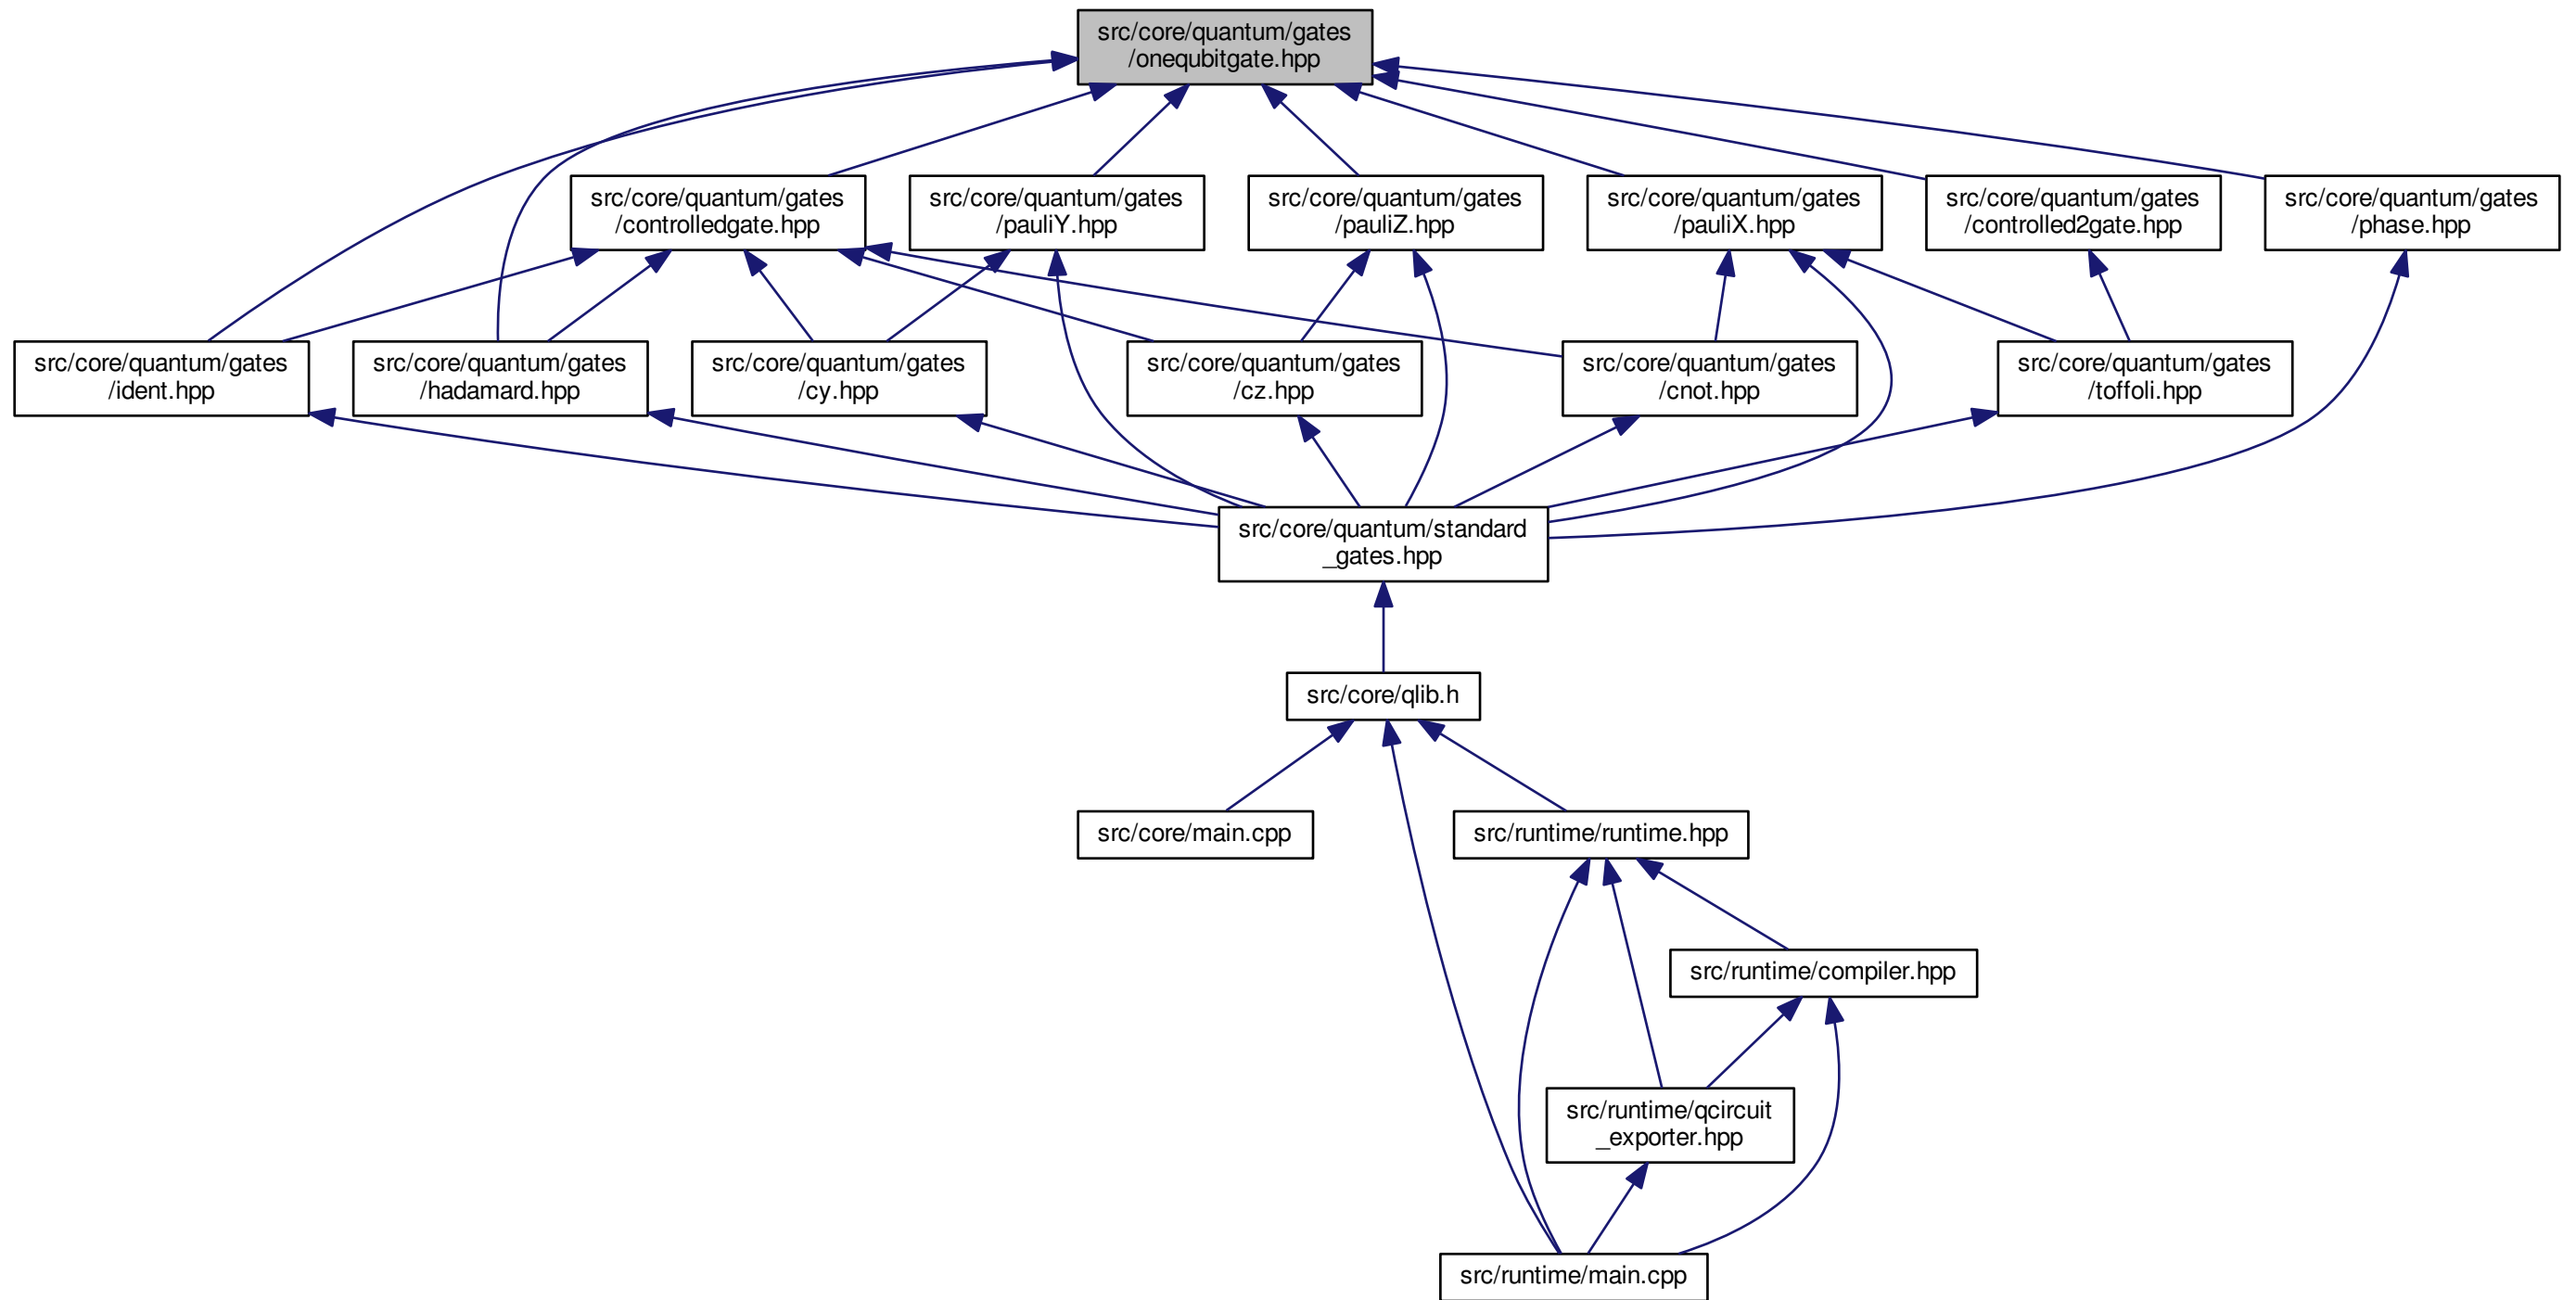 src/core/quantum/gates
/onequbitgate.hpp
src/core/quantum/gates
/controlledgate.hpp
src/core/quantum/gates
/pauliY.hpp
src/core/quantum/gates
/pauliZ.hpp
src/core/quantum/gates
/pauliX.hpp
src/core/quantum/gates
/controlled2gate.hpp
src/core/quantum/gates
/phase.hpp
src/core/quantum/gates
/ident.hpp
src/core/quantum/gates
/hadamard.hpp
src/core/quantum/gates
/cy.hpp
src/core/quantum/gates
/cz.hpp
src/core/quantum/gates
/cnot.hpp
src/core/quantum/gates
/toffoli.hpp
src/core/quantum/standard
_gates.hpp
src/core/qlib.h
src/core/main.cpp
src/runtime/runtime.hpp
src/runtime/compiler.hpp
src/runtime/qcircuit
_exporter.hpp
src/runtime/main.cpp